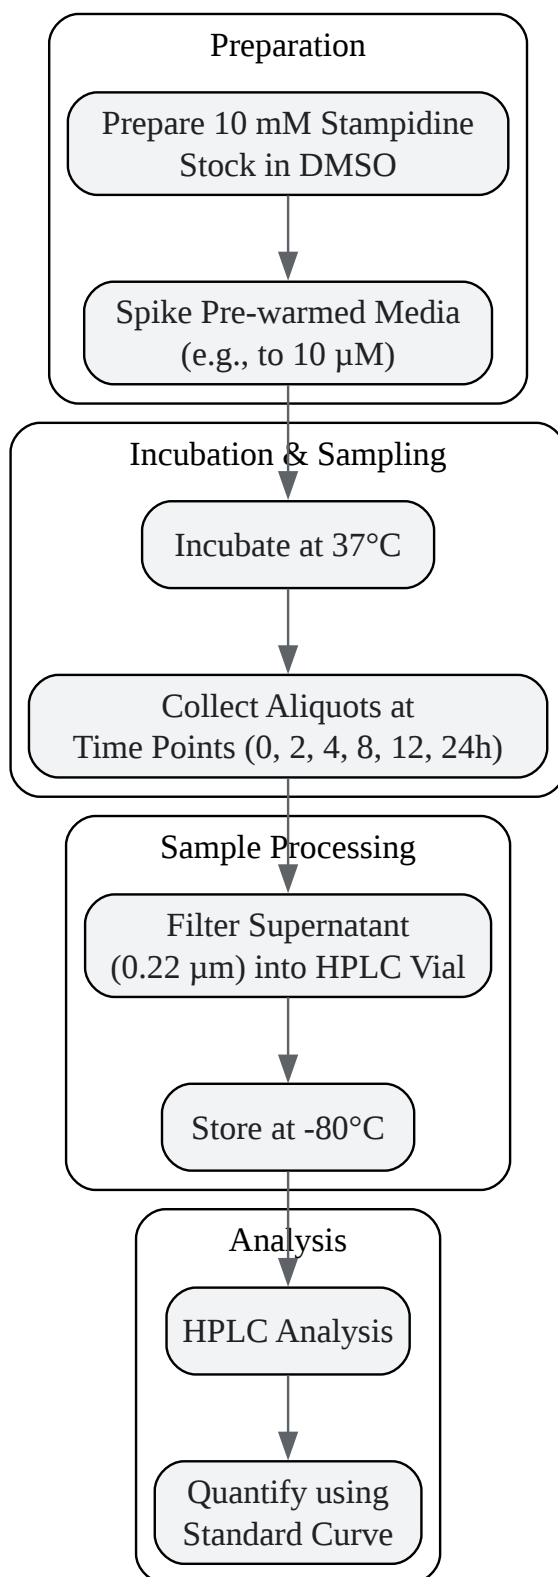 Preparation
Prepare 10 mM Stampidine
Stock in DMSO
Spike Pre-warmed Media
(e.g., to 10 µM)
Incubation & Sampling
Incubate at 37°C
Collect Aliquots at
Time Points (0, 2, 4, 8, 12, 24h)
Sample Processing
Filter Supernatant
(0.22 µm) into HPLC Vial
Store at -80°C
Analysis
HPLC Analysis
Quantify using
Standard Curve